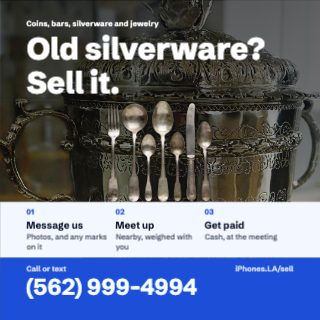 Coins, bars, silverware and jewelry
Old silverware?
Sell it.
01
Message us
Photos, and any marks
on it
02
Meet up
Nearby, weighed with
you
03
Get paid
Cash, at the meeting
Call or text
(562) 999-4994
iPhones.LA/sell